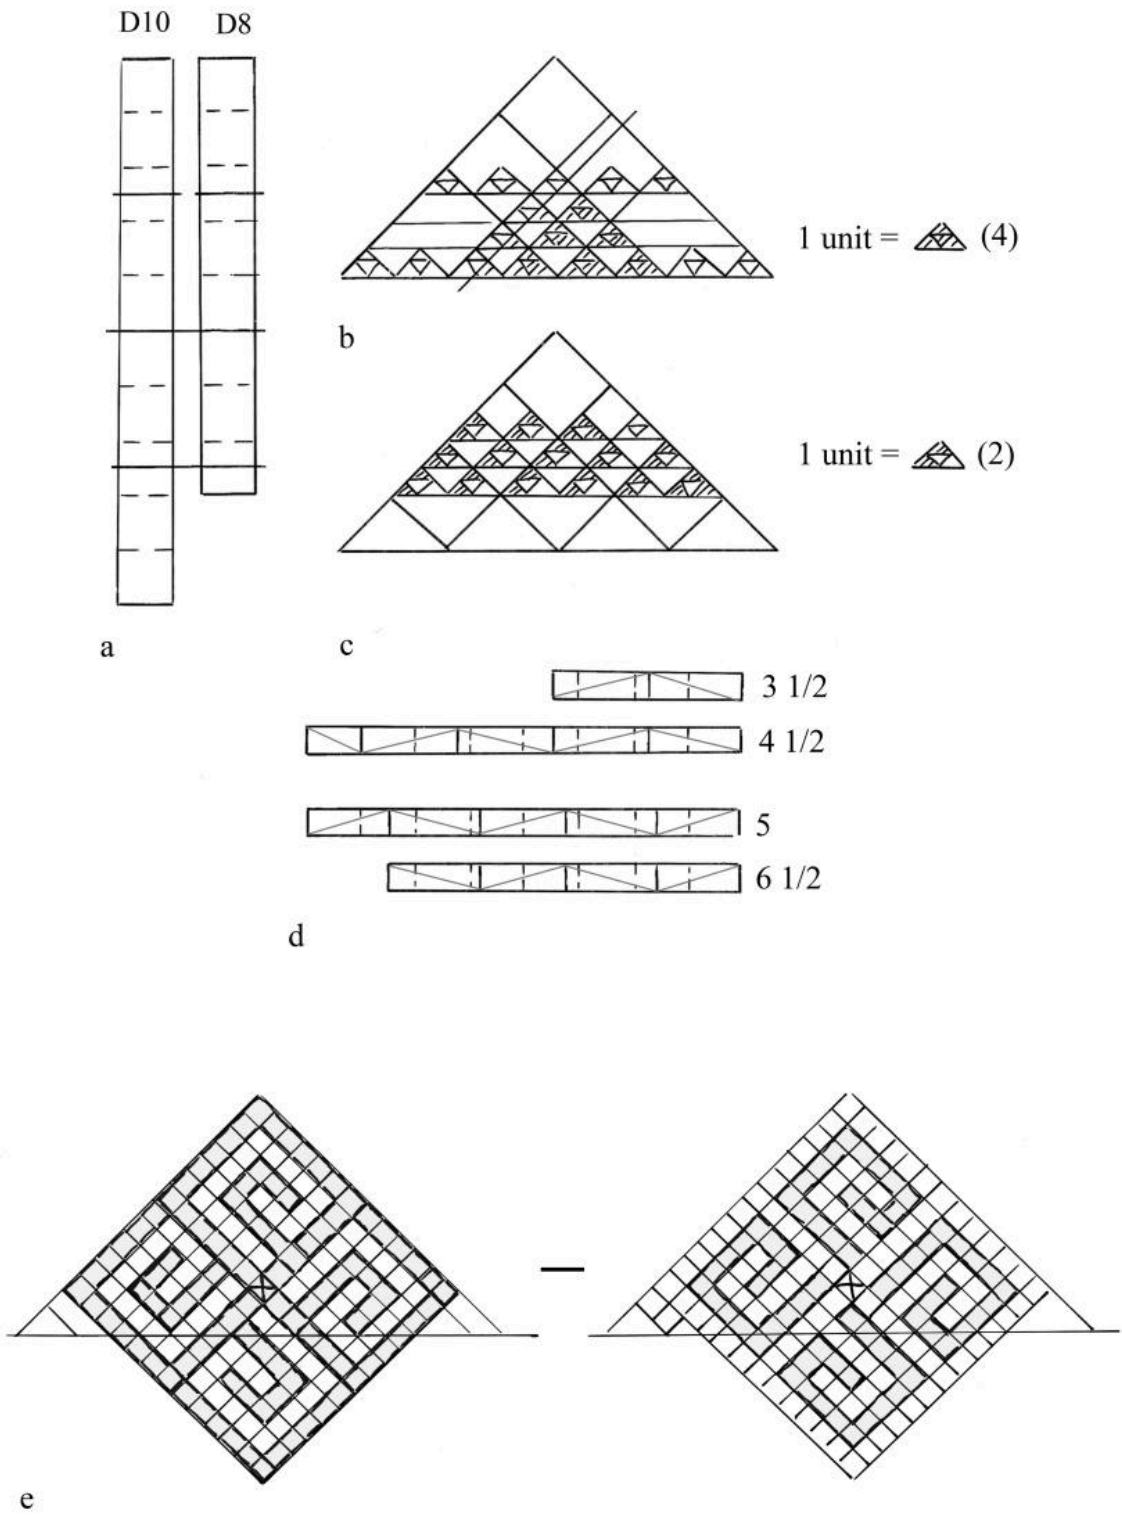 D10 D8
1 unit = (4)
b
1 unit = (2)
a
c
3 1/2
4 1/2
5
6 1/2
d
e